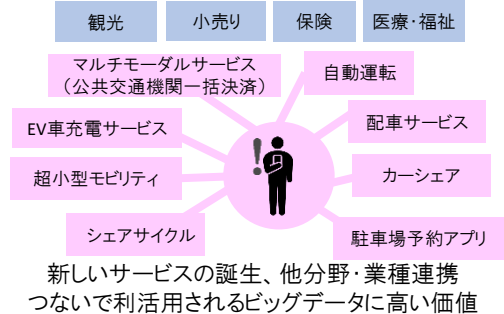 観光
小売り
保険
医療・福祉
マルチモーダルサービス
（公共交通機関一括決済）
自動運転
EV車充電サービス
配車サービス
超小型モビリティ
カーシェア
シェアサイクル
駐車場予約アプリ
新しいサービスの誕生、他分野・業種連携
つないで利活用されるビッグデータに高い価値